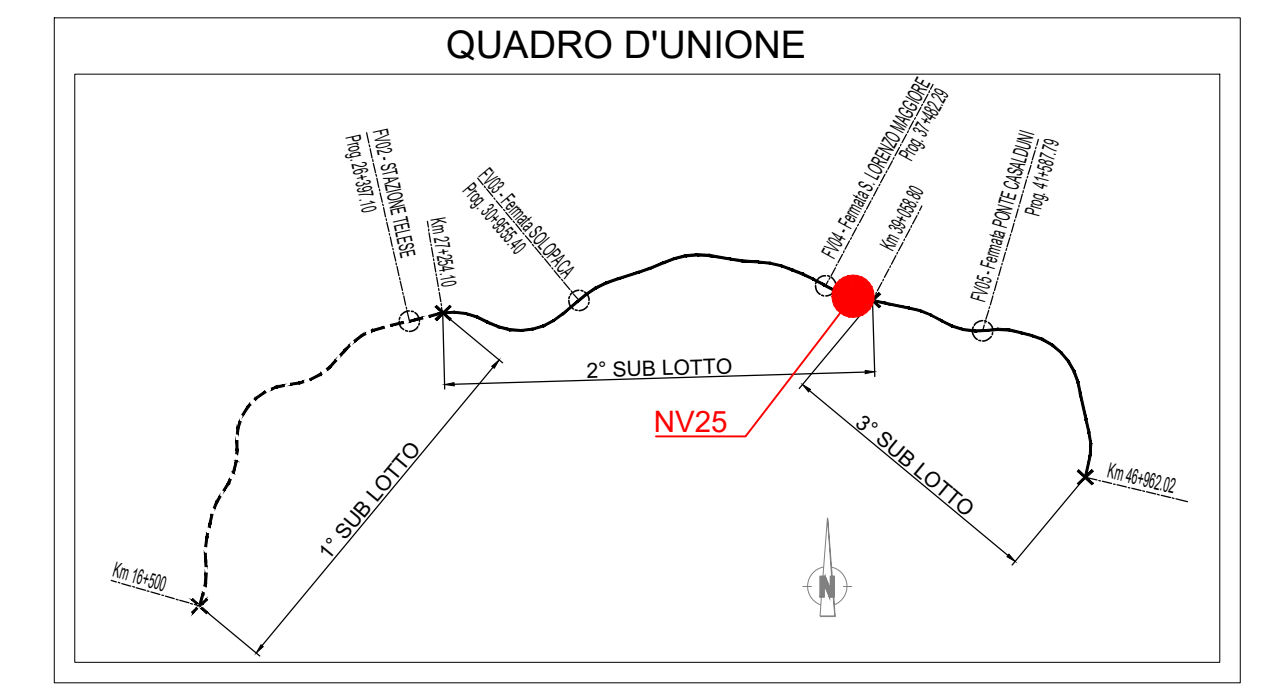 QUADRO D'UNIONE
FV02 - STAZIONE TELESE
Prog. 26+397.10
Km 27+254.10
FV03 - Fermata SOLOPACA
Prog. 30+9655.40
FV04 - Fermata S. LORENZO MAGGIORE
Prog. 37+482.29
Km 39+058.80
FV05 - Fermata PONTE CASALDUNI
Prog. 41+587.79
2° SUB LOTTO
NV25
1° SUB LOTTO
3° SUB LOTTO
Km 46+962.02
Km 16+500
N